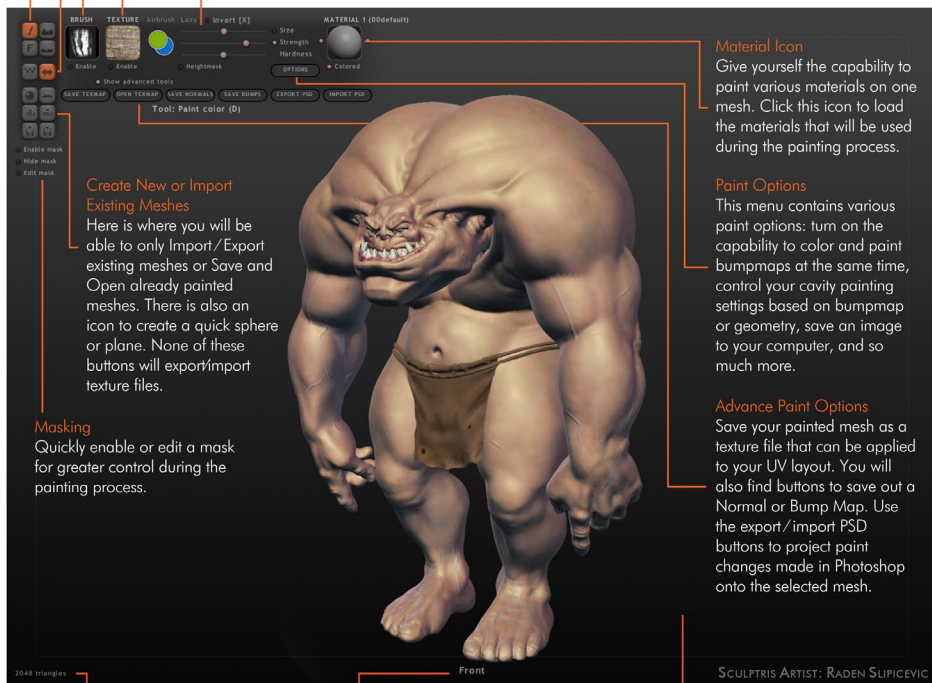 BRUSH TEXTURE Airbrush Lazy Invert [X] MATERIAL 1 (00default)
Size
Strength
Hardness
Enable Enable Heightmask OPTIONS Colored
Show advanced tools
SAVE TEXMAP OPEN TEXMAP SAVE NORMALS SAVE BUMPS EXPORT PSD IMPORT PSD
Tool: Paint color (D)
F
Enable mask
Hide mask
Edit mask
Create New or Import
Existing Meshes
Here is where you will be
able to only Import/Export
existing meshes or Save and
Open already painted
meshes. There is also an
icon to create a quick sphere
or plane. None of these
buttons will export/import
texture files.
Masking
Quickly enable or edit a mask
for greater control during the
painting process.
Material Icon
Give yourself the capability to
paint various materials on one
mesh. Click this icon to load
the materials that will be used
during the painting process.
Paint Options
This menu contains various
paint options: turn on the
capability to color and paint
bumpmaps at the same time,
control your cavity painting
settings based on bumpmap
or geometry, save an image
to your computer, and so
much more.
Advance Paint Options
Save your painted mesh as a
texture file that can be applied
to your UV layout. You will
also find buttons to save out a
Normal or Bump Map. Use
the export/import PSD
buttons to project paint
changes made in Photoshop
onto the selected mesh.
2048 triangles
Front
SCULPTRIS ARTIST: RADEN SLIPICEVIC